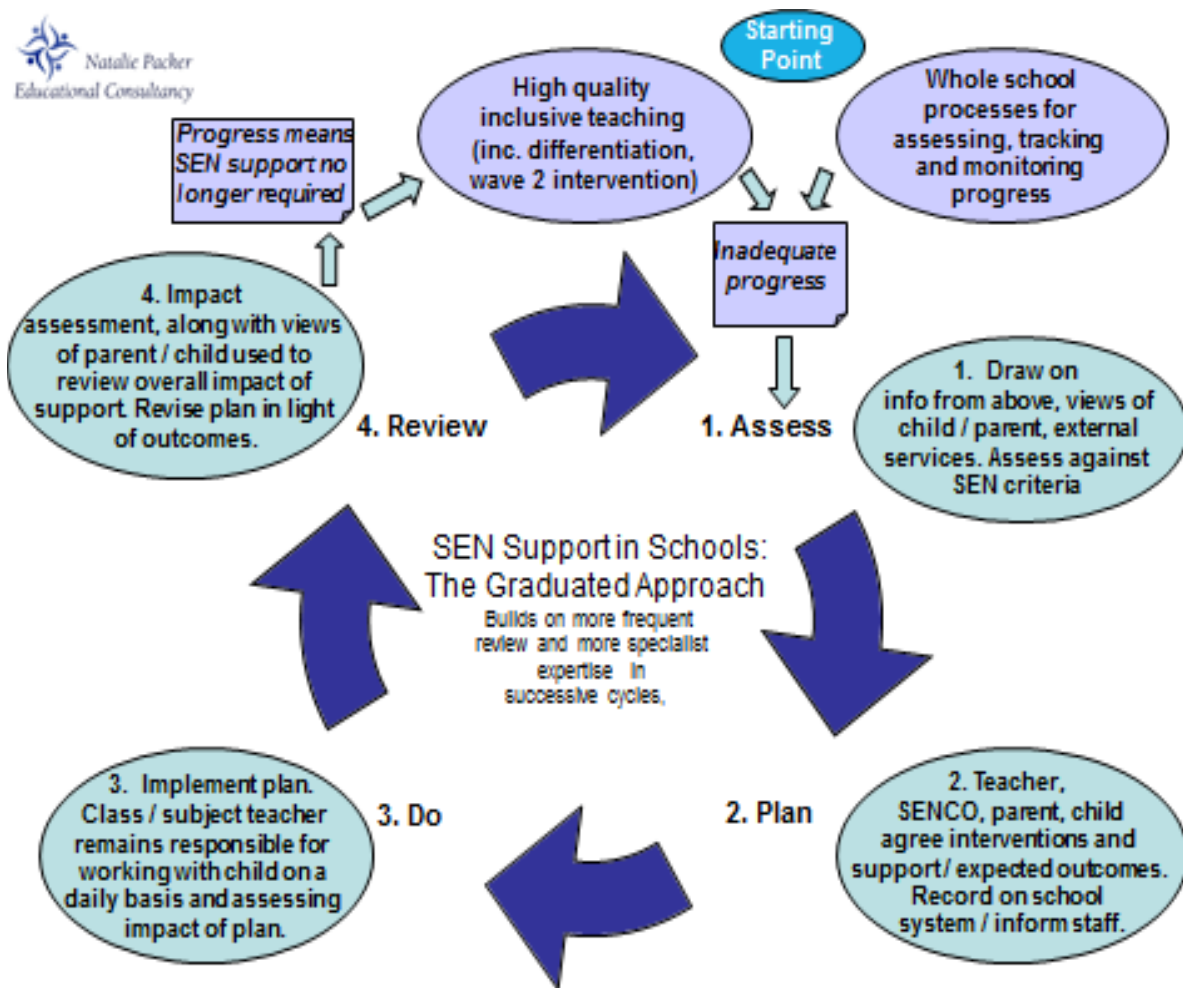 Natalie Packer
Educational Consultancy
Starting
Point
High quality
inclusive teaching
(inc. differentiation,
wave 2 intervention)
Whole school
processes for
assessing, tracking
and monitoring
progress
Progress means
SEN support no
longer required
Inadequate
progress
4. Impact
assessment, along with views
of parent / child used to
review overall impact of
support. Revise plan in light
of outcomes.
4. Review
1. Assess
1. Draw on
info from above, views of
child / parent, external
services. Assess against
SEN criteria
SEN Support in Schools:
The Graduated Approach
Builds on more frequent
review and more specialist
expertise in
successive cycles,
3. Implement plan.
Class / subject teacher
remains responsible for
working with child on a
daily basis and assessing
impact of plan.
3. Do
2. Plan
2. Teacher,
SENCO, parent, child
agree interventions and
support / expected outcomes.
Record on school
system / inform staff.